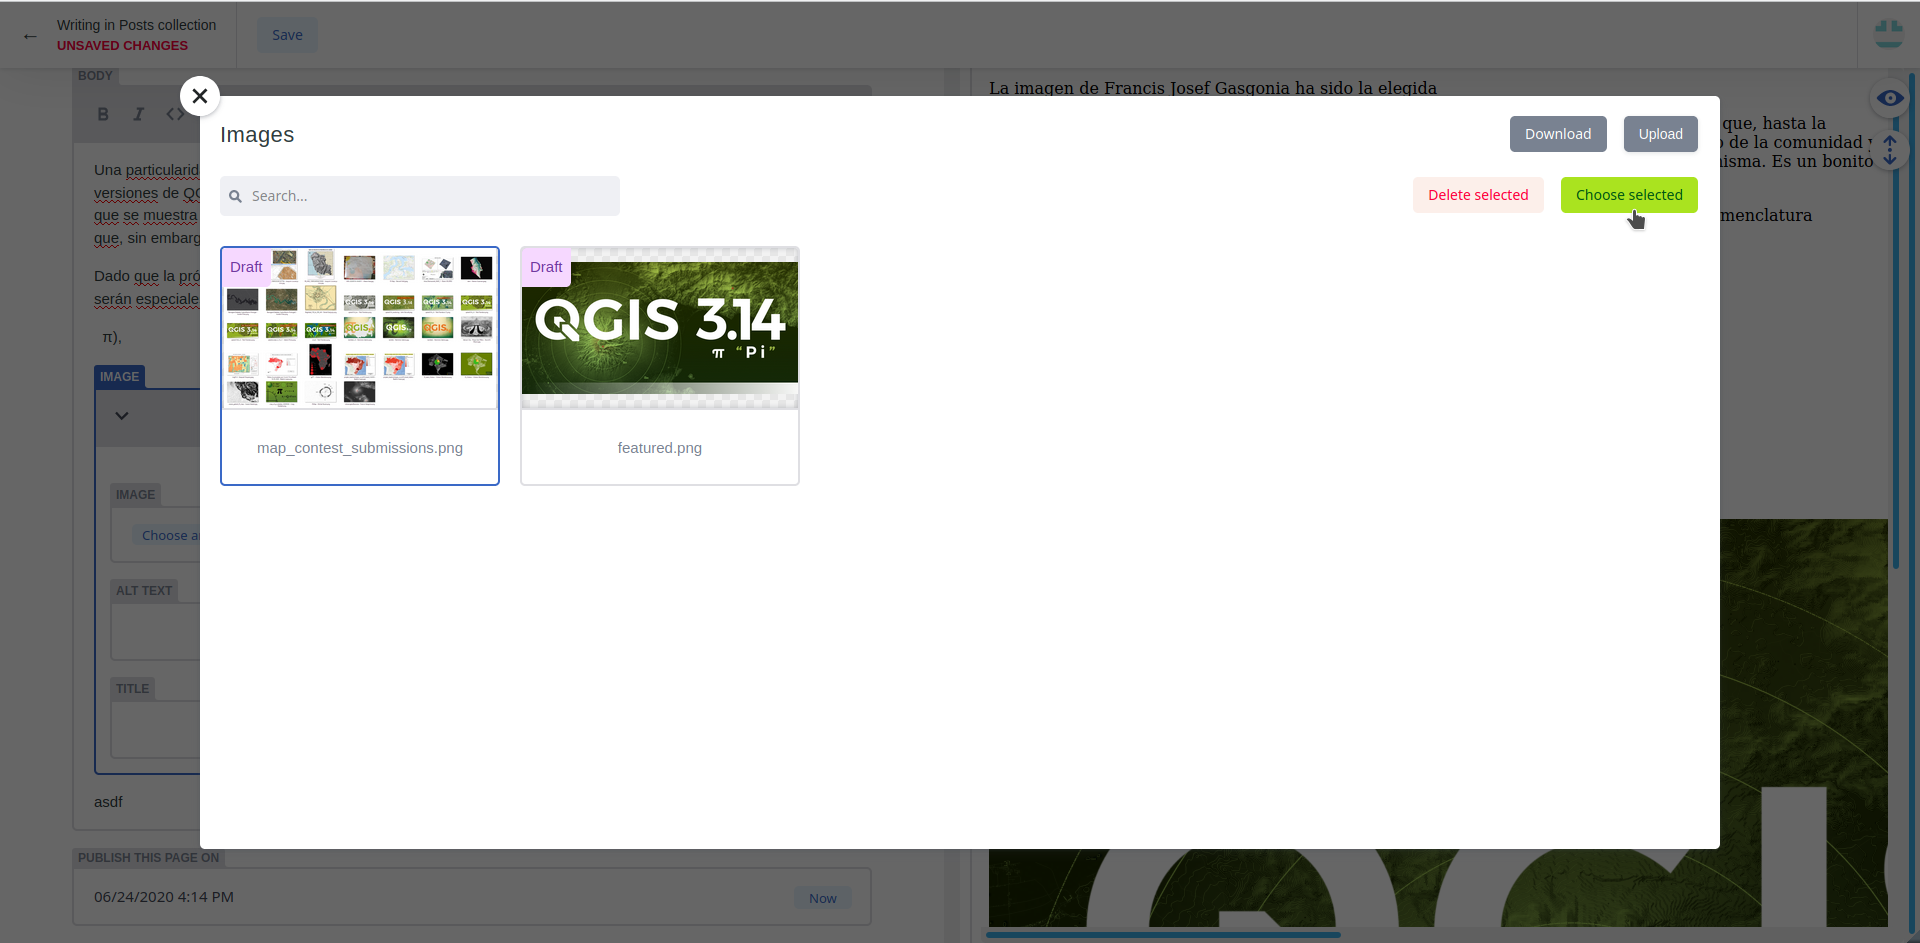 Writing in Posts collection
UNSAVED CHANGES
Save
BODY
B I <>
Una particularid
versiones de QG
que se muestra
que, sin embarg
Dado que la pró
serán especiale
π),
IMAGE
IMAGE
Choose a
ALT TEXT
TITLE
asdf
PUBLISH THIS PAGE ON
06/24/2020 4:14 PM
Now
Images
Download
Upload
Search...
Delete selected
Choose selected
Draft
map_contest_submissions.png
Draft
QGIS 3.14
π “Pi”
featured.png
La imagen de Francis Josef Gasgonia ha sido la elegida
que, hasta la
de la comunidad y
isma. Es un bonito
menclatura